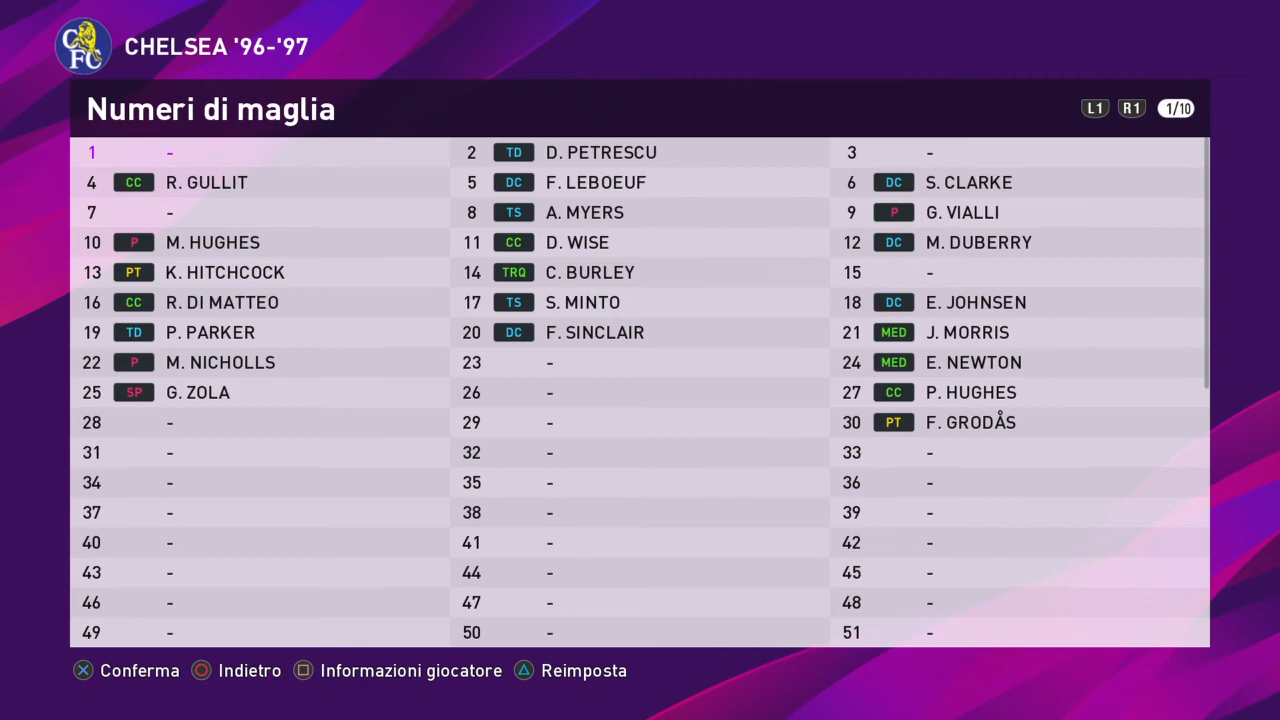 CFC
CHELSEA '96-'97
Numeri di maglia
L1 R1 1/10
1 - 2 TD D. PETRESCU 3 -
4 CC R. GULLIT 5 DC F. LEBOEUF 6 DC S. CLARKE
7 - 8 TS A. MYERS 9 P G. VIALLI
10 P M. HUGHES 11 CC D. WISE 12 DC M. DUBERRY
13 PT K. HITCHCOCK 14 TRQ C. BURLEY 15 -
16 CC R. DI MATTEO 17 TS S. MINTO 18 DC E. JOHNSEN
19 TD P. PARKER 20 DC F. SINCLAIR 21 MED J. MORRIS
22 P M. NICHOLLS 23 - 24 MED E. NEWTON
25 SP G. ZOLA 26 - 27 CC P. HUGHES
28 - 29 - 30 PT F. GRODÅS
31 - 32 - 33 -
34 - 35 - 36 -
37 - 38 - 39 -
40 - 41 - 42 -
43 - 44 - 45 -
46 - 47 - 48 -
49 - 50 - 51 -
Conferma Indietro Informazioni giocatore Reimposta